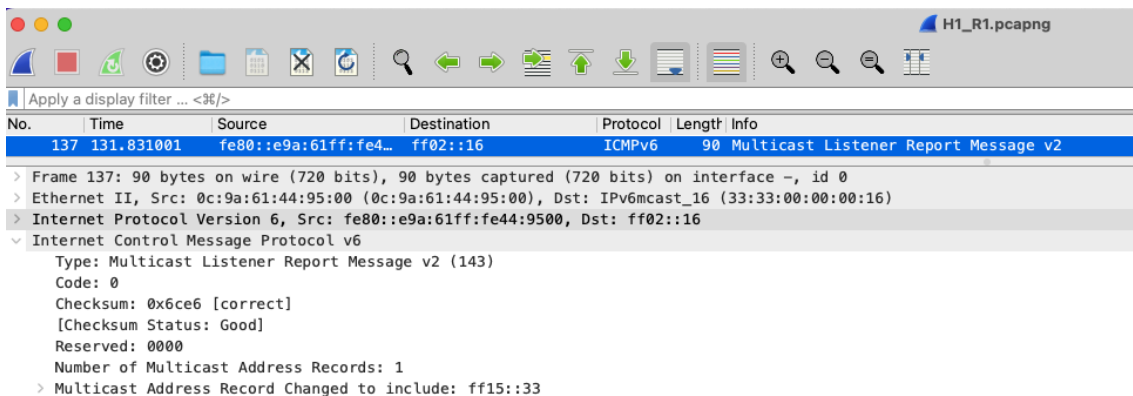 H1_R1.pcapng
Apply a display filter ... <⌘/>
No. Time Source Destination Protocol Length Info
137 131.831001 fe80::e9a:61ff:fe4… ff02::16 ICMPv6 90 Multicast Listener Report Message v2
> Frame 137: 90 bytes on wire (720 bits), 90 bytes captured (720 bits) on interface -, id 0
> Ethernet II, Src: 0c:9a:61:44:95:00 (0c:9a:61:44:95:00), Dst: IPv6mcast_16 (33:33:00:00:00:16)
> Internet Protocol Version 6, Src: fe80::e9a:61ff:fe44:9500, Dst: ff02::16
Internet Control Message Protocol v6
Type: Multicast Listener Report Message v2 (143)
Code: 0
Checksum: 0x6ce6 [correct]
[Checksum Status: Good]
Reserved: 0000
Number of Multicast Address Records: 1
> Multicast Address Record Changed to include: ff15::33